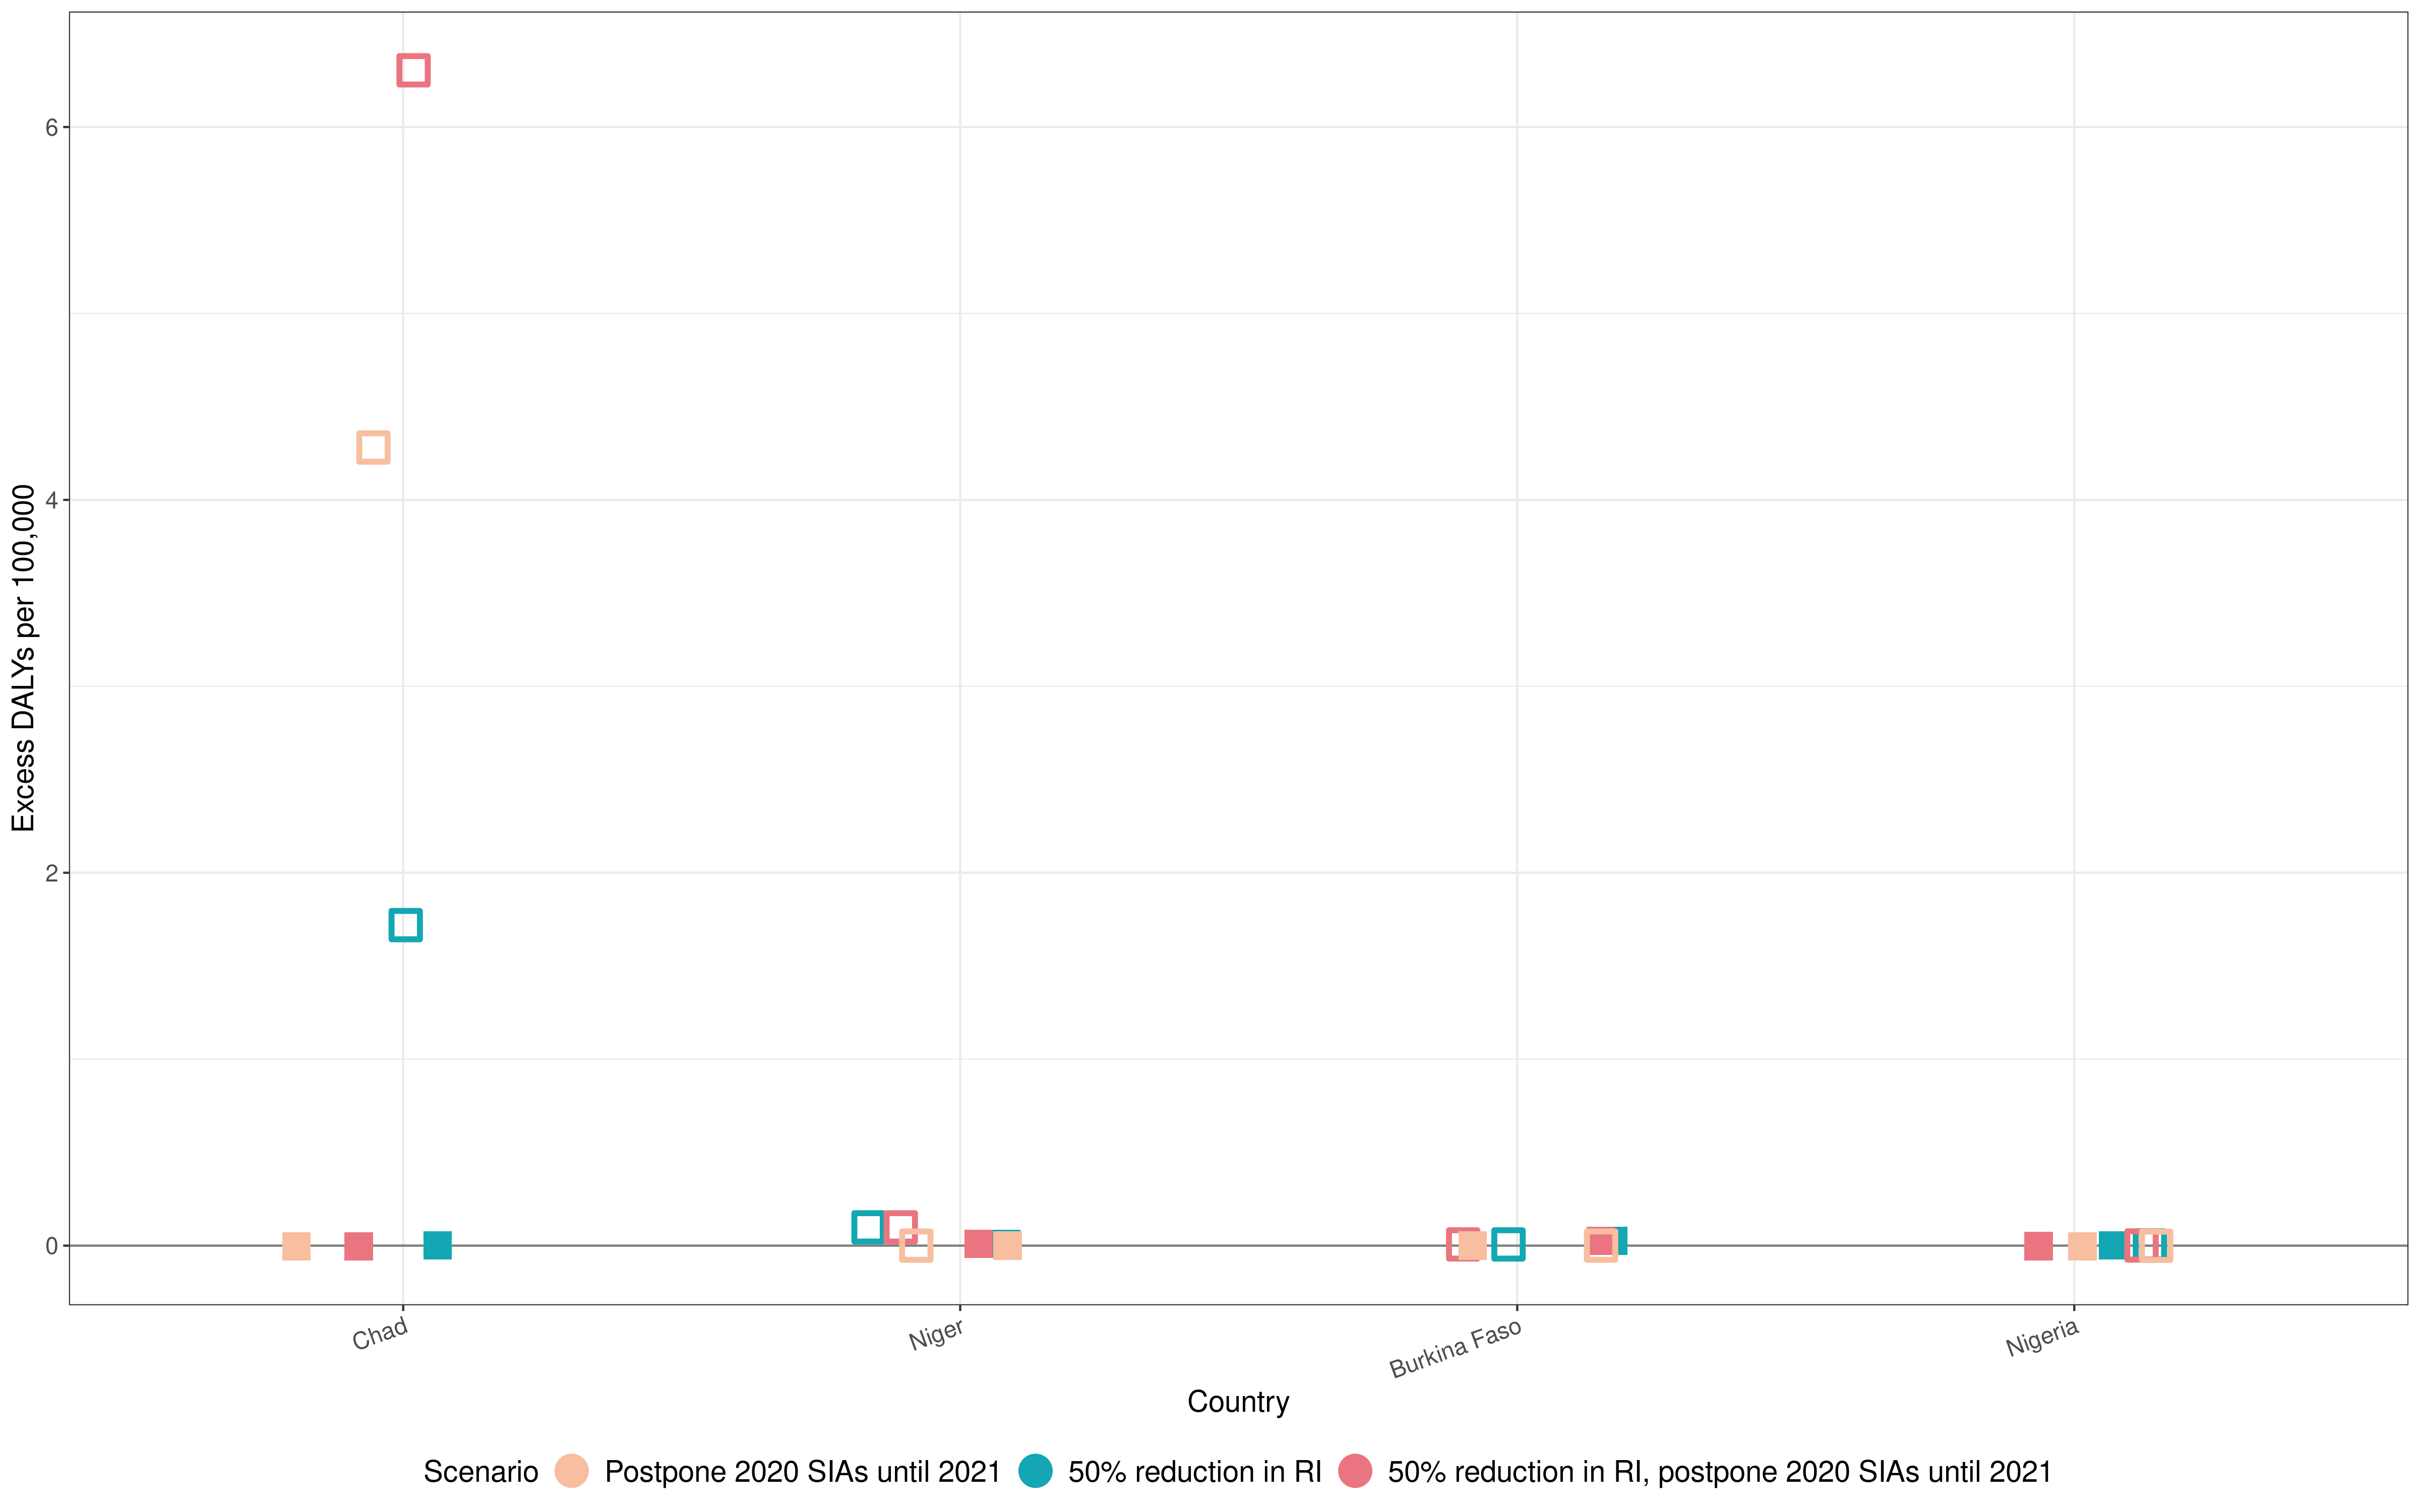 Excess DALYs per 100,000
6
4
2
0
Chad
Niger
Burkina Faso
Nigeria
Country
Scenario Postpone 2020 SIAs until 2021 50% reduction in RI 50% reduction in RI, postpone 2020 SIAs until 2021